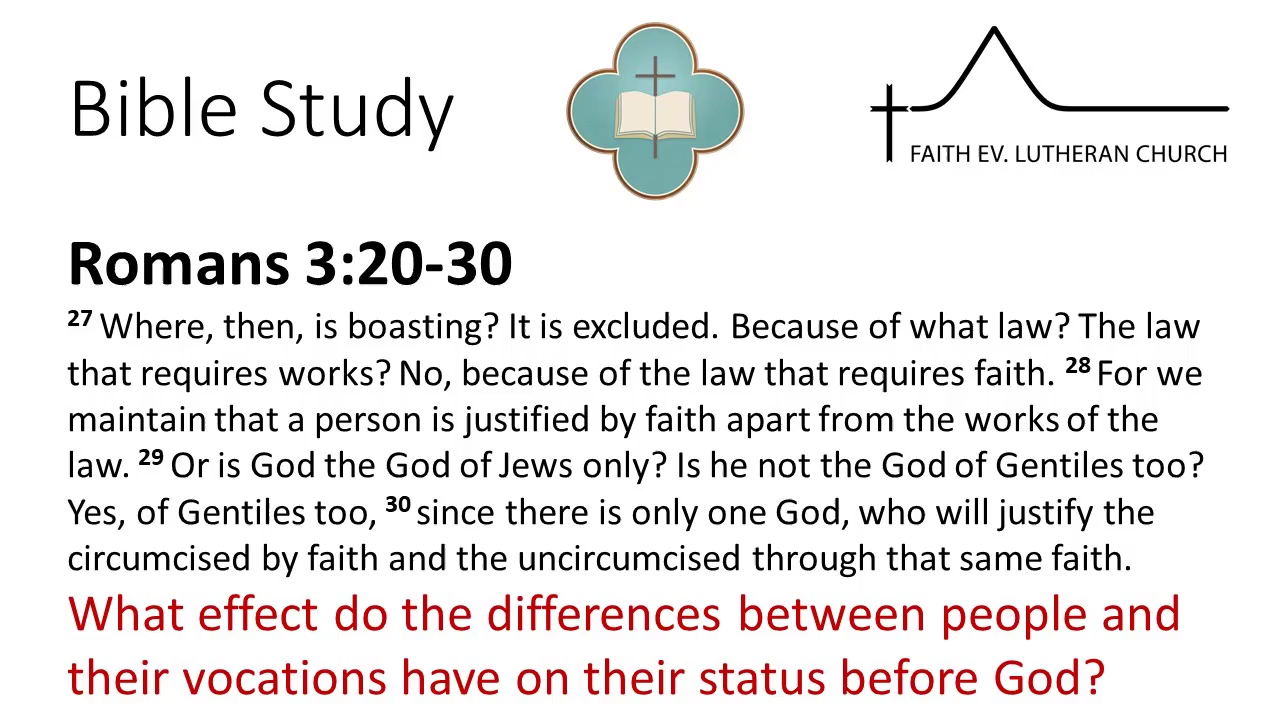 Bible Study
FAITH EV. LUTHERAN CHURCH
Romans 3:20-30
27 Where, then, is boasting? It is excluded. Because of what law? The law
that requires works? No, because of the law that requires faith. 28 For we
maintain that a person is justified by faith apart from the works of the
law. 29 Or is God the God of Jews only? Is he not the God of Gentiles too?
Yes, of Gentiles too, 30 since there is only one God, who will justify the
circumcised by faith and the uncircumcised through that same faith.
What effect do the differences between people and
their vocations have on their status before God?